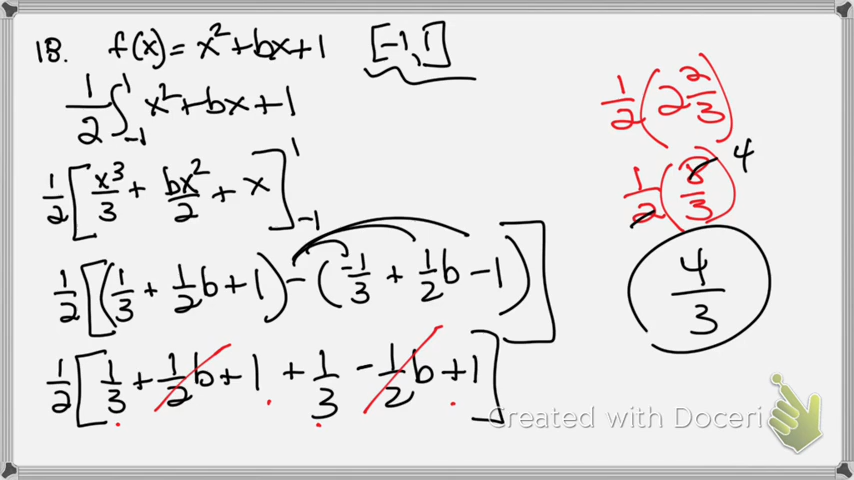 18. f(x) = x² + bx + 1 [-1, 1]
1/2 ∫₋₁¹ x² + bx + 1
1/2 [x³/3 + bx²/2 + x]₋₁¹
1/2 [(1/3 + 1/2 b + 1) - (-1/3 + 1/2 b - 1)]
1/2 [1/3 + 1/2 b + 1 + 1/3 - 1/2 b + 1]
1/2 (2 2/3)
1/2 (8/3) 4
4/3
Created with Doceri